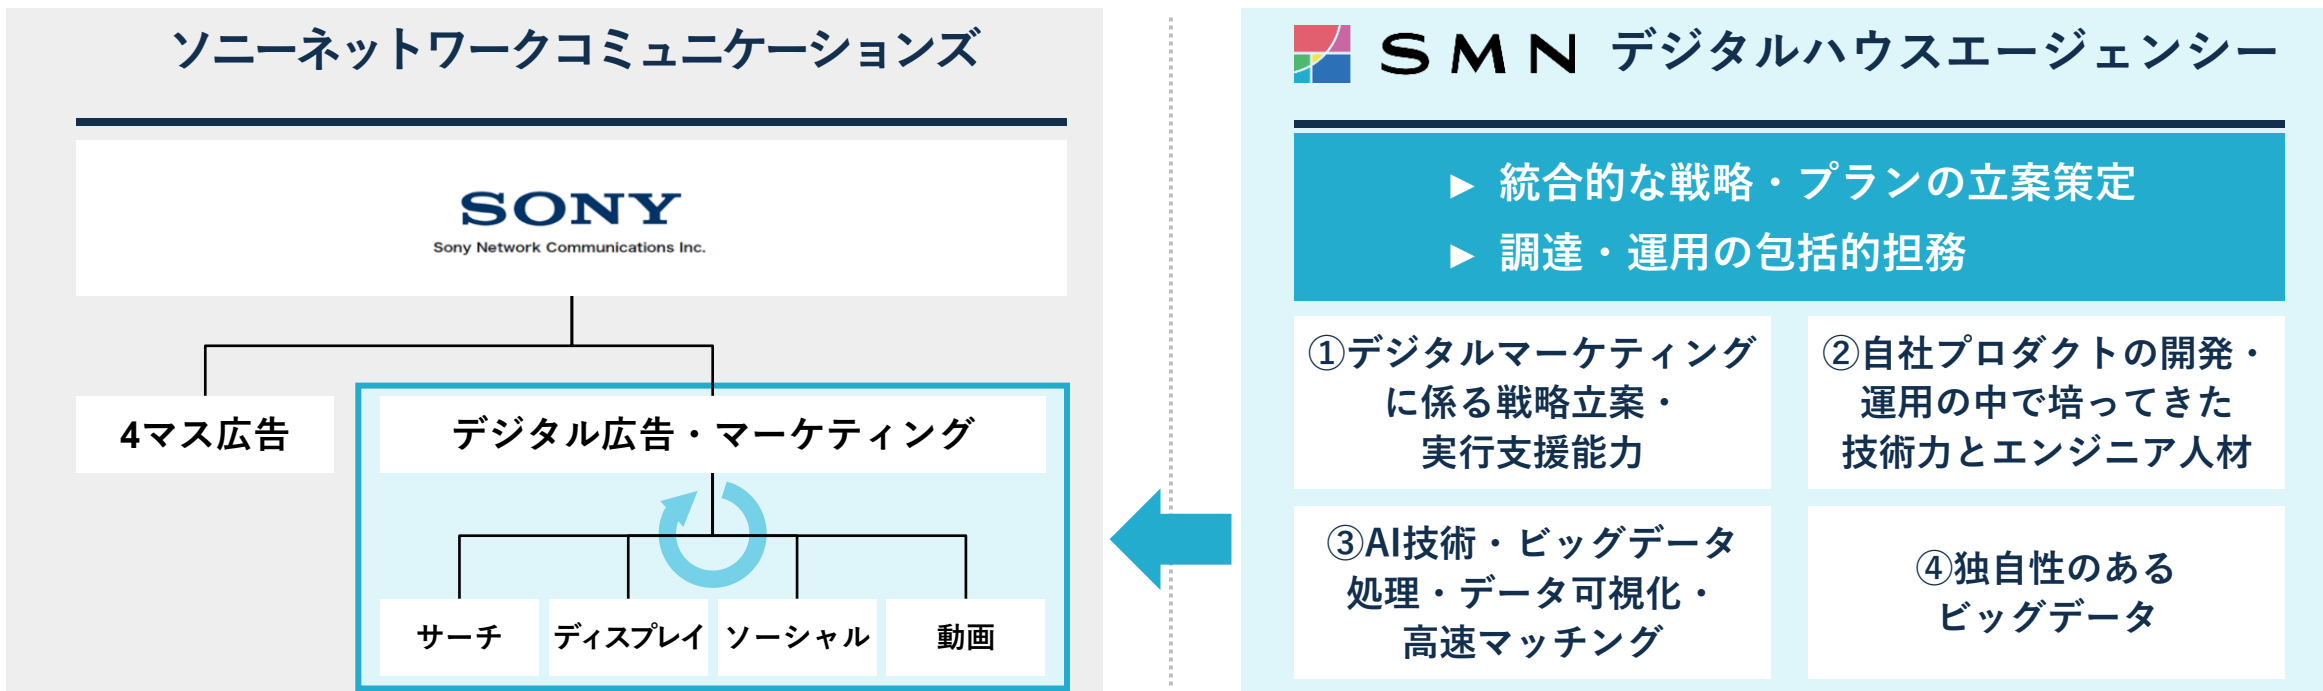 ソニーネットワークコミュニケーションズ
SONY
Sony Network Communications Inc.
4マス広告
デジタル広告・マーケティング
サーチ
ディスプレイ
ソーシャル
動画
SMN デジタルハウスエージェンシー
▶ 統合的な戦略・プランの立案策定
▶ 調達・運用の包括的担務
①デジタルマーケティング
に係る戦略立案・
実行支援能力
②自社プロダクトの開発・
運用の中で培ってきた
技術力とエンジニア人材
③AI技術・ビッグデータ
処理・データ可視化・
高速マッチング
④独自性のある
ビッグデータ